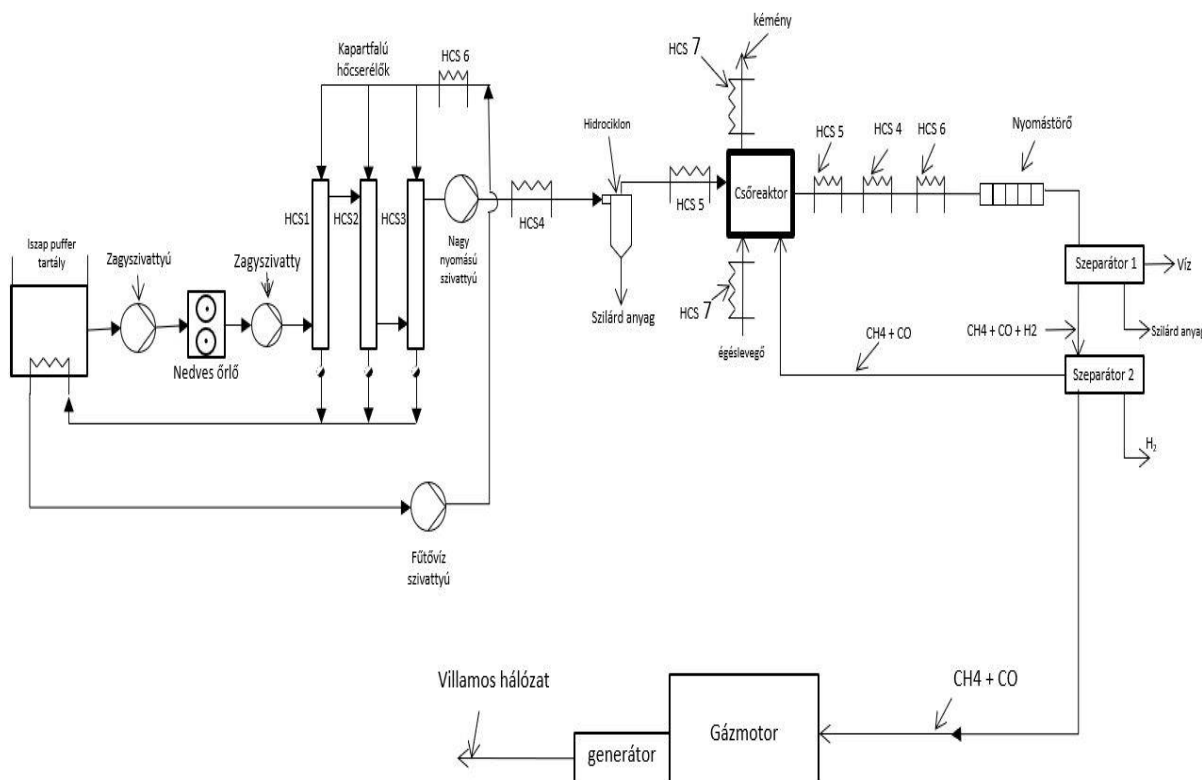 kémény
HCS 7
Kapartfalú
hőcserélők
HCS 6
Hidrociklon
HCS 5
HCS 4
HCS 6
Nyomástörő
Csőreaktor
HCS1
HCS2
HCS3
HCS4
HCS 5
Iszap puffer
tartály
Zagyszivattyú
Zagyszivatty
ú
Nagy
nyomású
szivattyú
Szeparátor 1
Víz
HCS 7
Szilárd anyag
égéslevegő
CH4 + CO
CH4 + CO + H2
Szilárd anyag
Nedves őrlő
Szeparátor 2
H₂
Fűtővíz
szivattyú
Villamos hálózat
CH4 + CO
generátor
Gázmotor